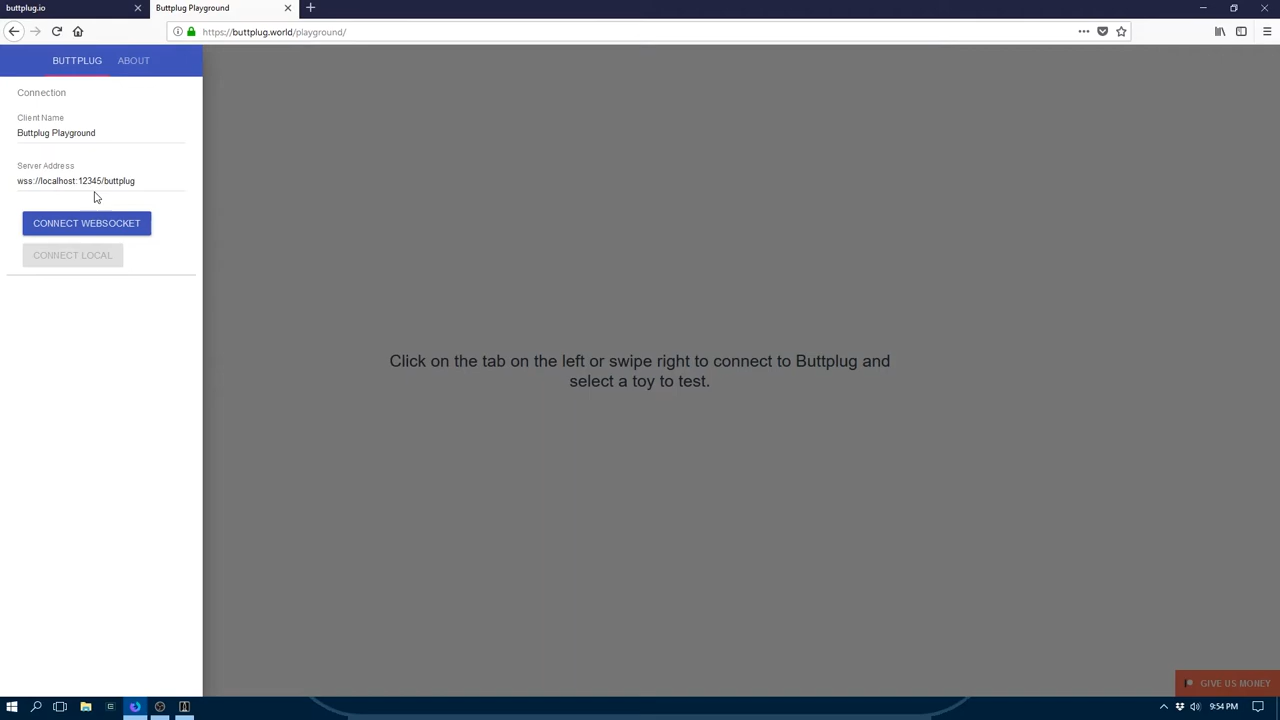 buttplug.io
Buttplug Playground
https://buttplug.world/playground/
BUTTPLUG ABOUT
Connection
Client Name
Buttplug Playground
Server Address
wss://localhost:12345/buttplug
CONNECT WEBSOCKET
CONNECT LOCAL
Click on the tab on the left or swipe right to connect to Buttplug and
select a toy to test.
GIVE US MONEY
9:54 PM